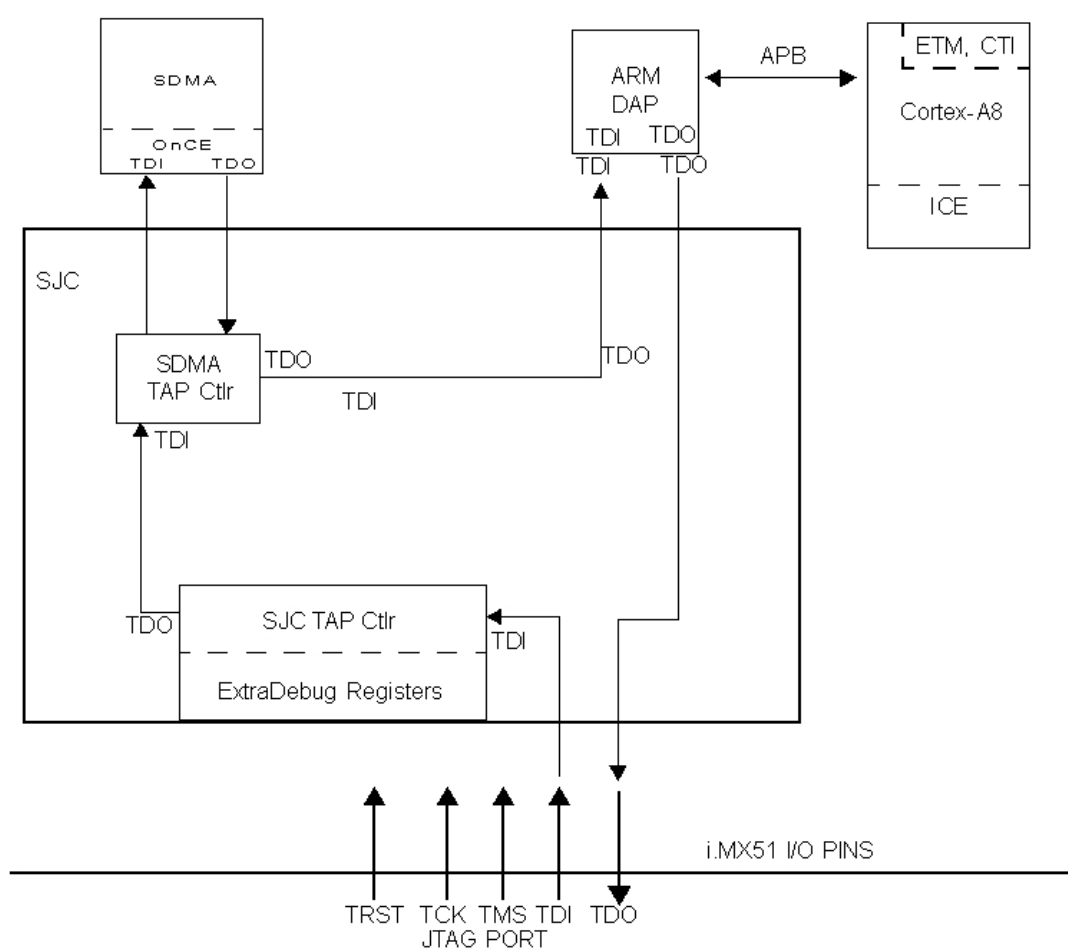 SDMA
OnCE
TDI TDO
ARM
DAP
TDI TDO
TDI TDO
APB
ETM, CTI
Cortex-A8
ICE
SJC
SDMA
TAP Ctlr
TDO
TDI
TDO
TDI
TDO
SJC TAP Ctlr
TDI
ExtraDebug Registers
i.MX51 I/O PINS
TRST TCK TMS TDI TDO
JTAG PORT